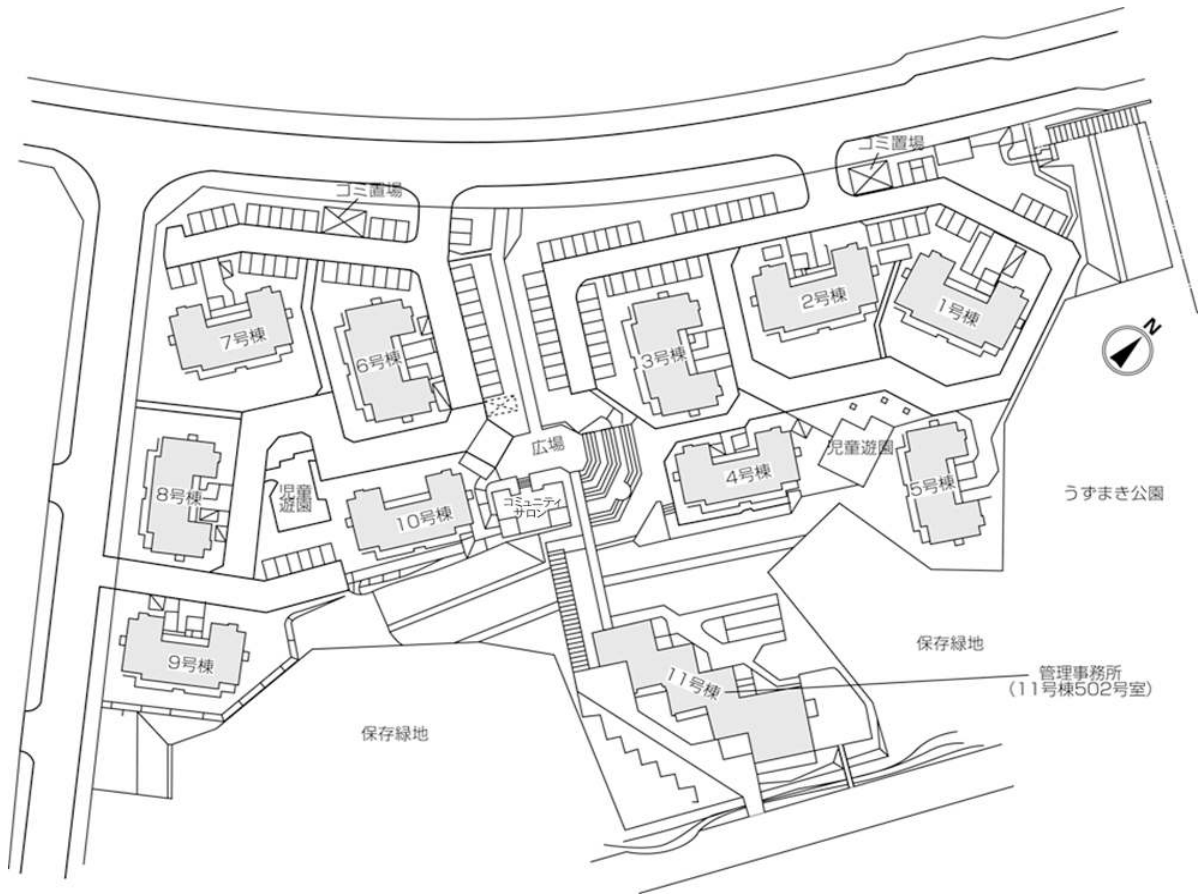 ゴミ置場
ゴミ置場
N
2号棟
1号棟
7号棟
6号棟
3号棟
広場
児童遊園
4号棟
5号棟
8号棟
児童
遊園
10号棟
コミュニティ
サロン
うずまき公園
9号棟
11号棟
保存緑地
管理事務所
(11号棟502号室)
保存緑地